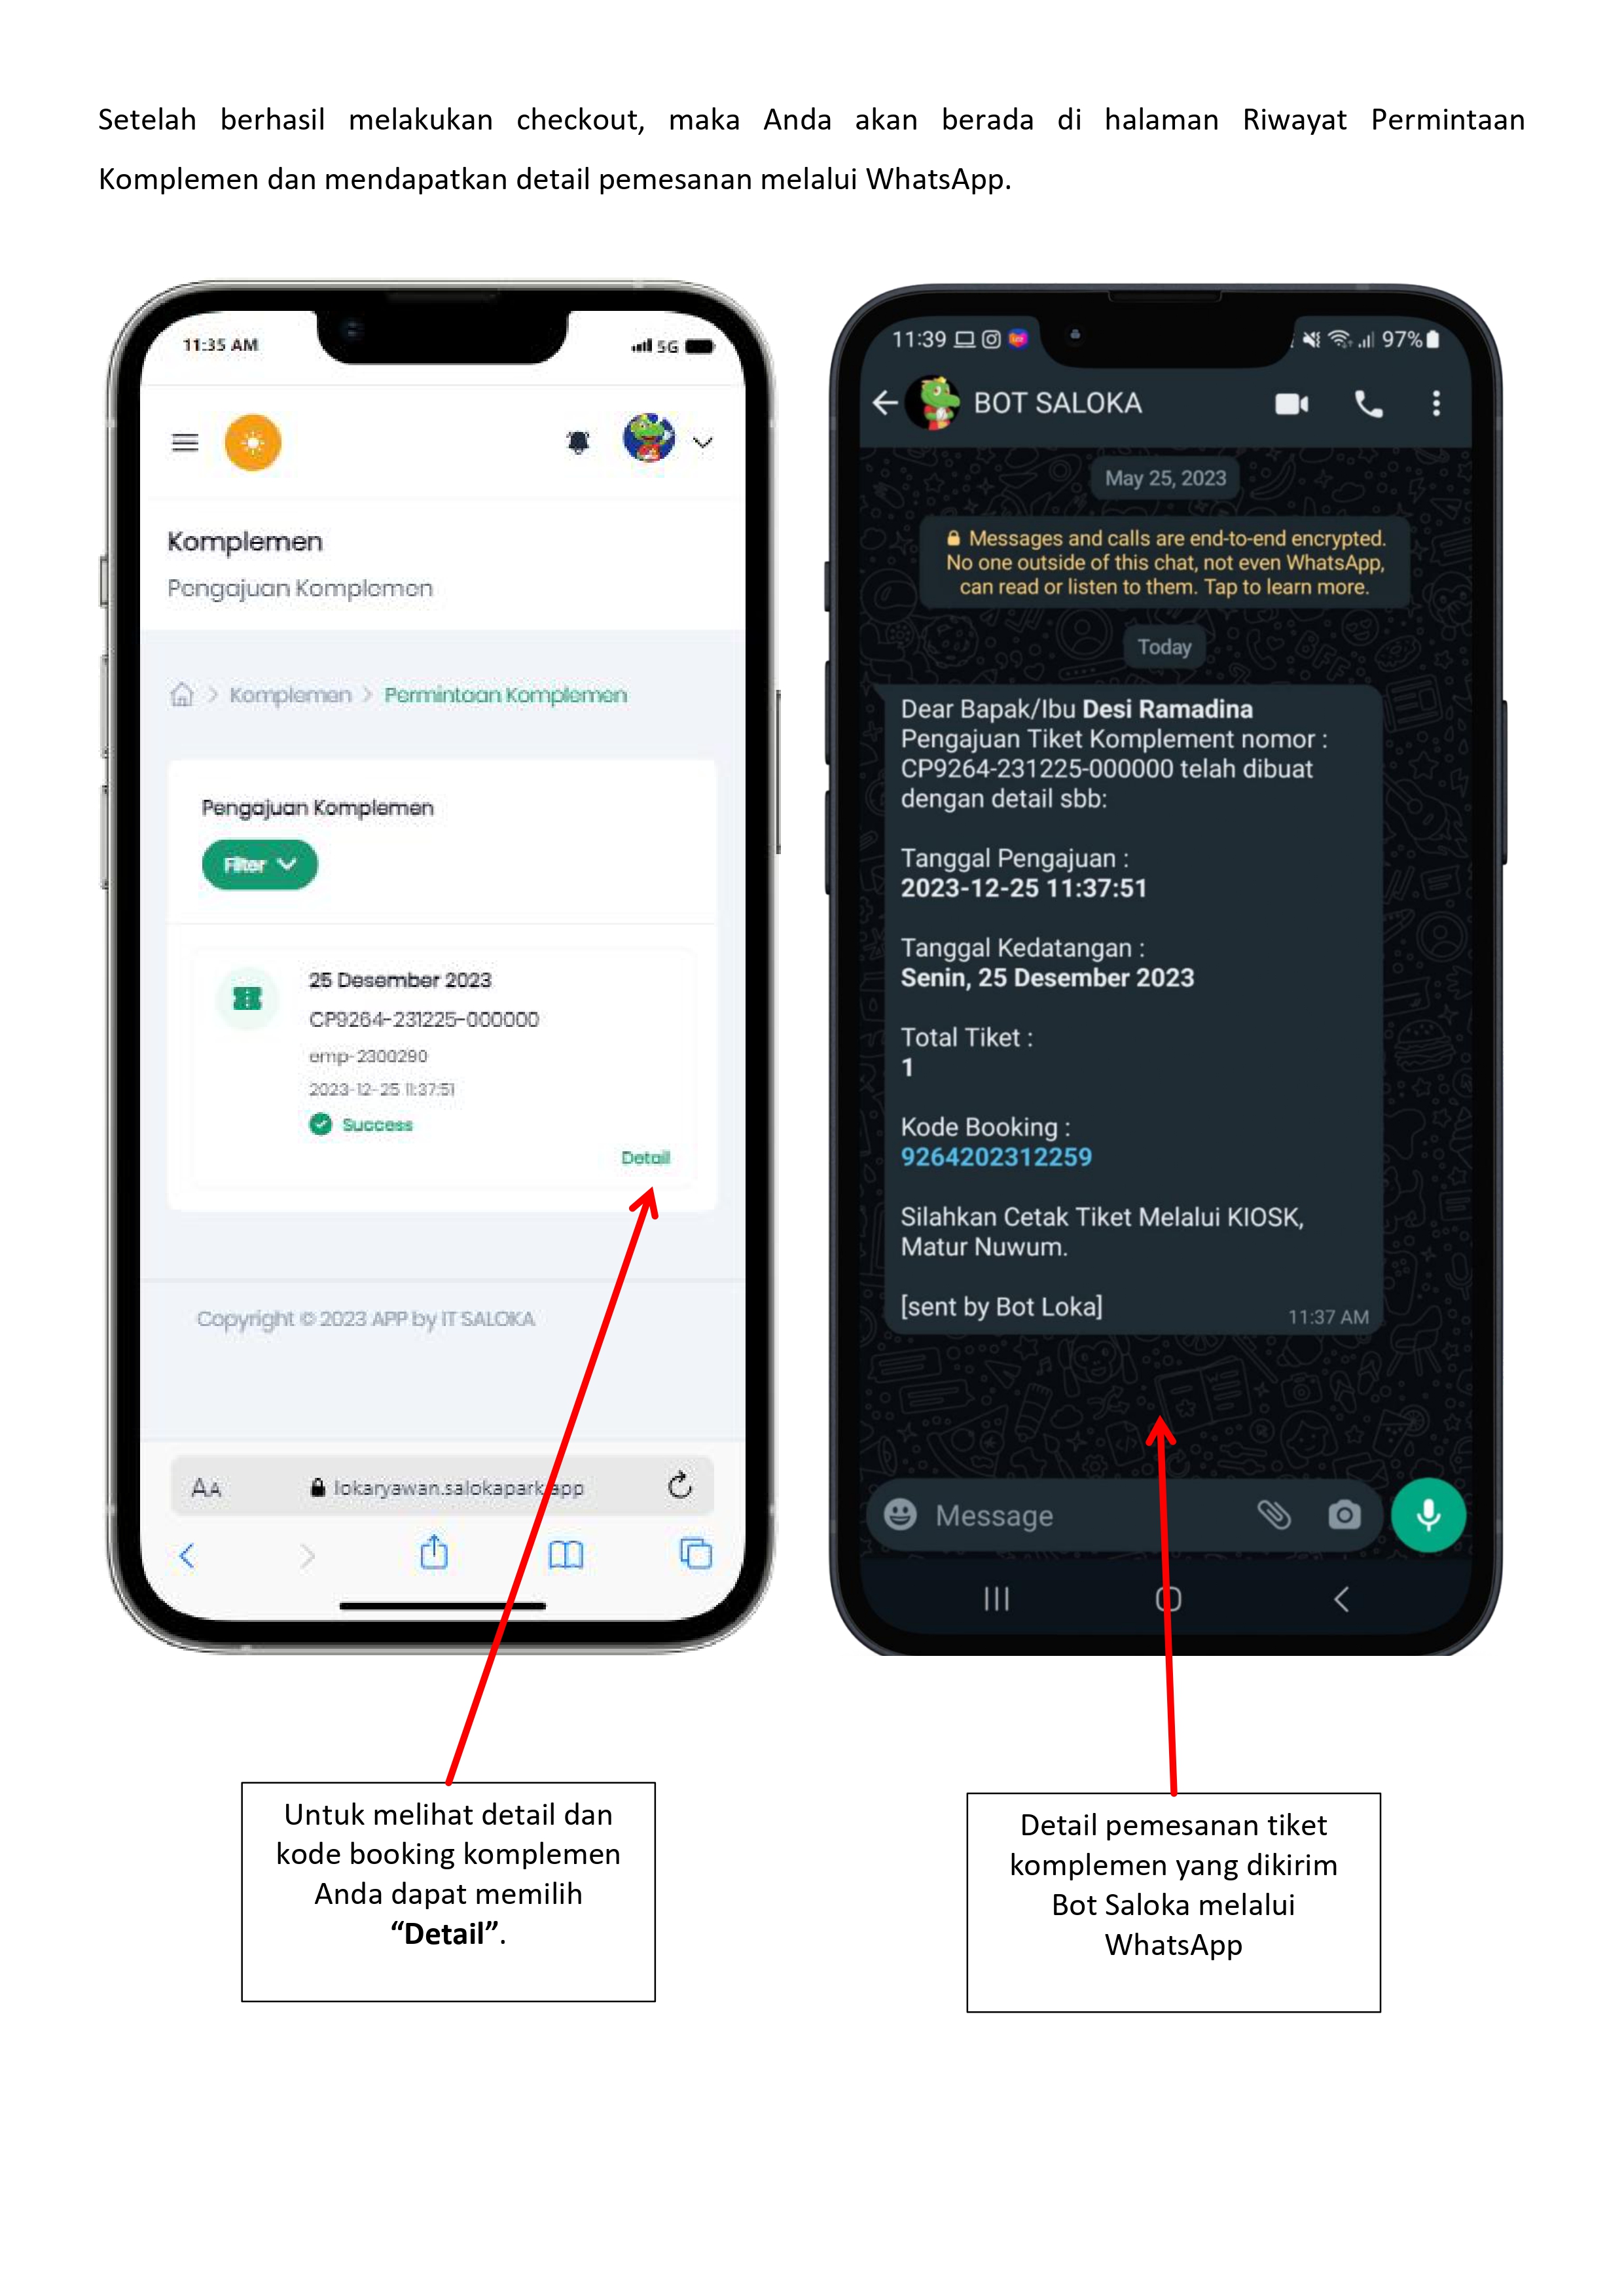 Setelah berhasil melakukan checkout, maka Anda akan berada di halaman Riwayat Permintaan
Komplemen dan mendapatkan detail pemesanan melalui WhatsApp.
11:35 AM
5G
Komplemen
Pengajuan Komplemen
Komplemen > Permintaan Komplemen
Pengajuan Komplemen
Filter
25 Desember 2023
CP9264-231225-000000
emp-2300290
2023-12-25 11:37:51
Success
Detail
Copyright © 2023 APP by IT SALOKA
AA
lokaryawan.salokapark.app
11:39
97%
BOT SALOKA
May 25, 2023
Messages and calls are end-to-end encrypted.
No one outside of this chat, not even WhatsApp,
can read or listen to them. Tap to learn more.
Today
Dear Bapak/Ibu Desi Ramadina
Pengajuan Tiket Komplement nomor :
CP9264-231225-000000 telah dibuat
dengan detail sbb:
Tanggal Pengajuan :
2023-12-25 11:37:51
Tanggal Kedatangan :
Senin, 25 Desember 2023
Total Tiket :
1
Kode Booking :
9264202312259
Silahkan Cetak Tiket Melalui KIOSK,
Matur Nuwum.
[sent by Bot Loka]
11:37 AM
Message
Untuk melihat detail dan
kode booking komplemen
Anda dapat memilih
“Detail”.
Detail pemesanan tiket
komplemen yang dikirim
Bot Saloka melalui
WhatsApp